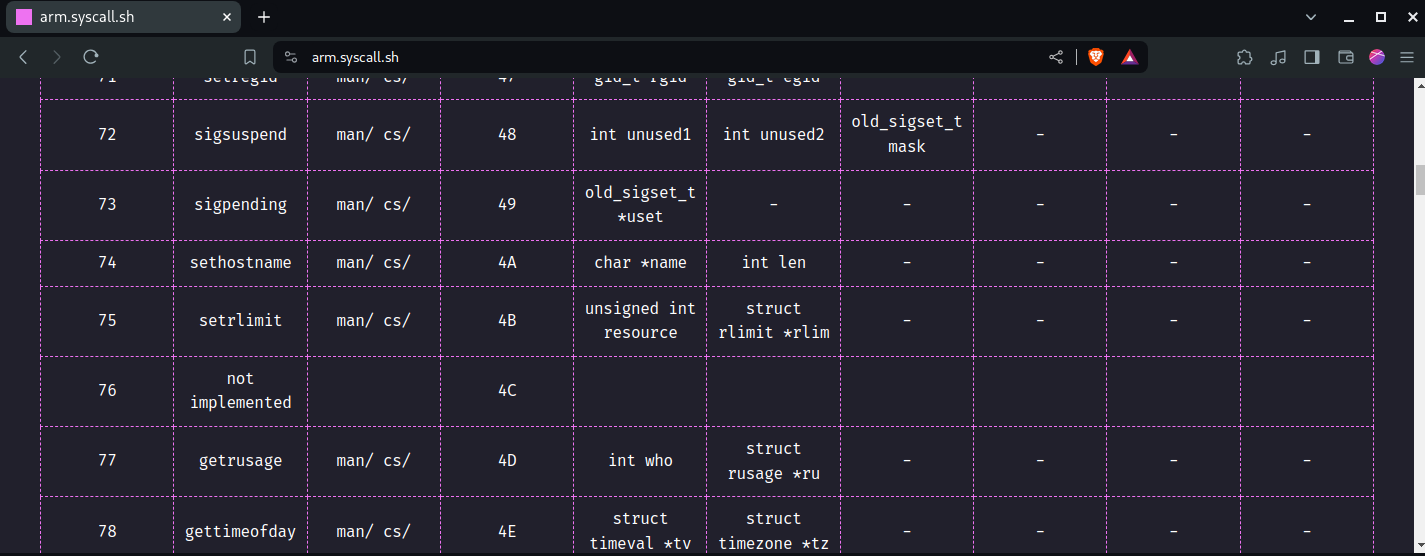 arm.syscall.sh
arm.syscall.sh
71 setregid man/ cs/ 47 gid_t rgid gid_t egid
72 sigsuspend man/ cs/ 48 int unused1 int unused2 old_sigset_t mask - - -
73 sigpending man/ cs/ 49 old_sigset_t *uset - - - - -
74 sethostname man/ cs/ 4A char *name int len - - - -
75 setrlimit man/ cs/ 4B unsigned int resource struct rlimit *rlim - - - -
76 not implemented 4C
77 getrusage man/ cs/ 4D int who struct rusage *ru - - - -
78 gettimeofday man/ cs/ 4E struct timeval *tv struct timezone *tz - - - -